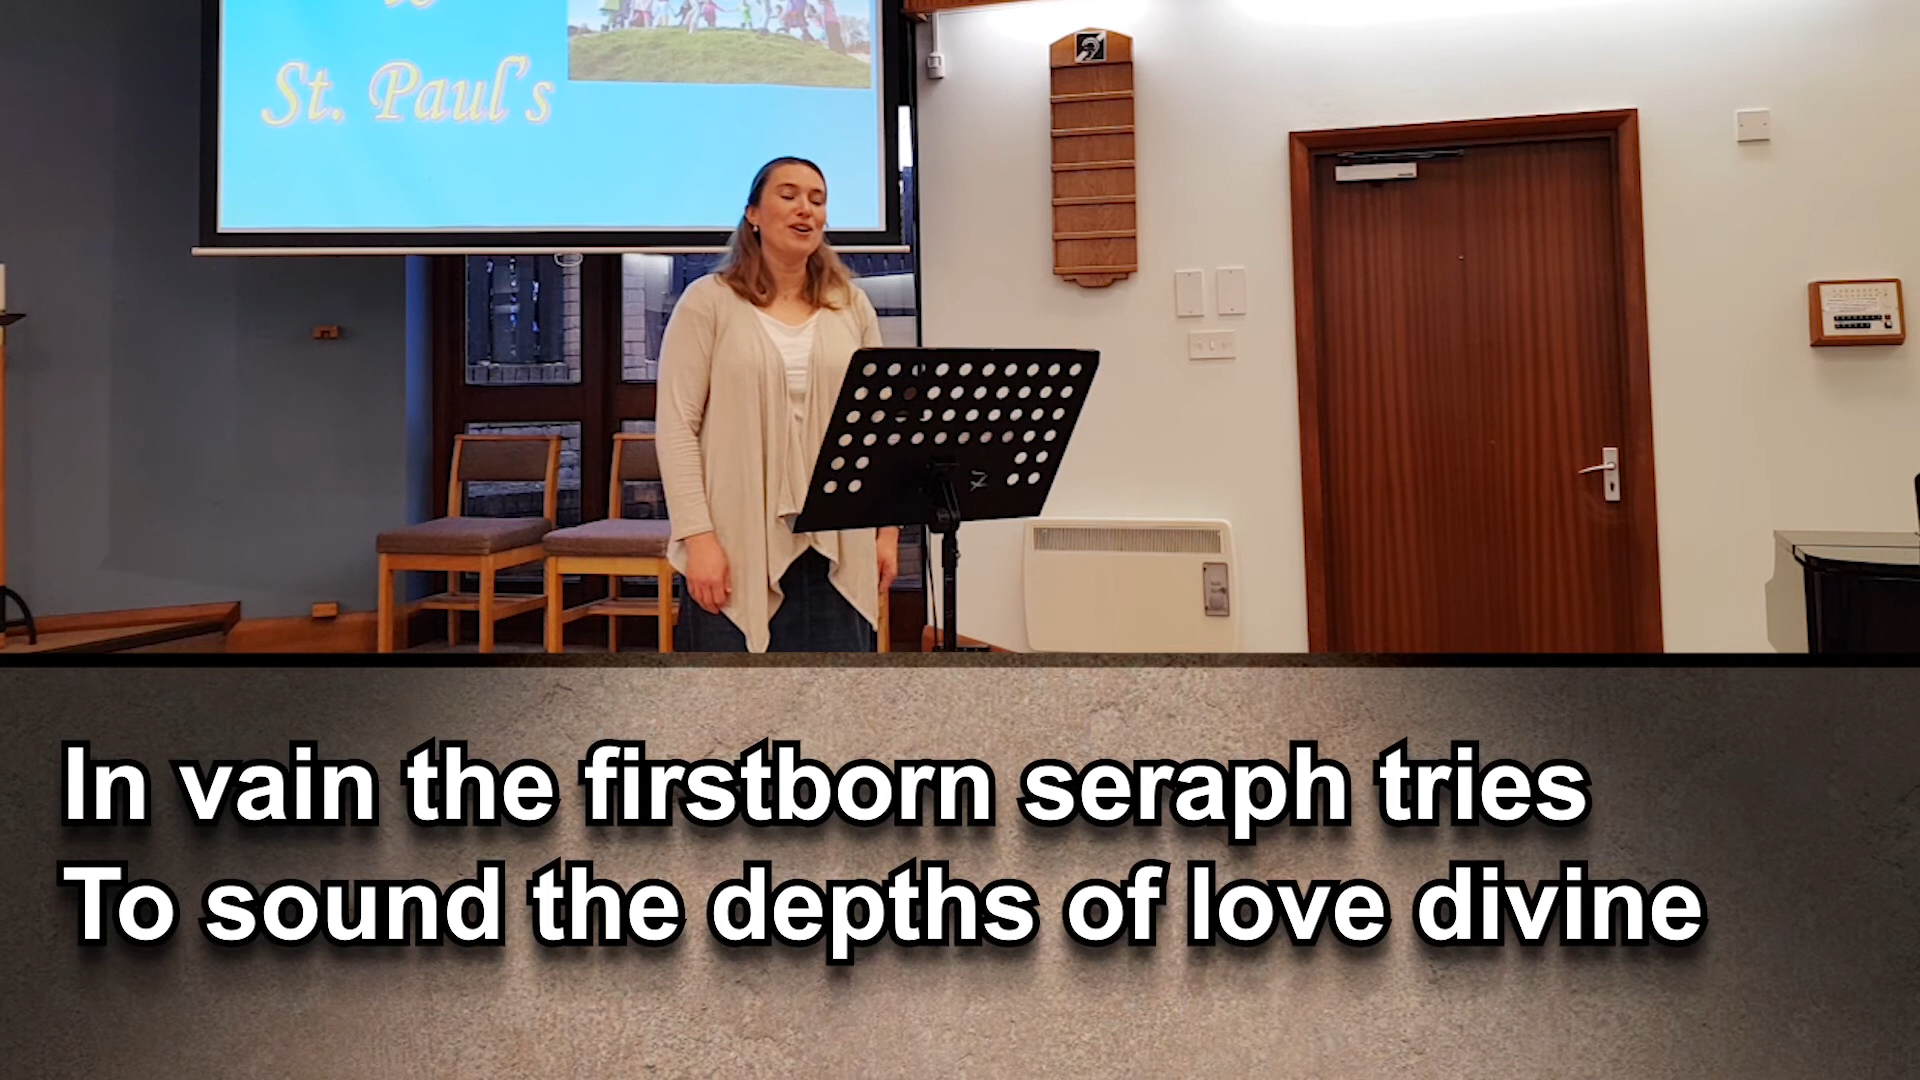 St. Paul's
In vain the firstborn seraph tries
To sound the depths of love divine